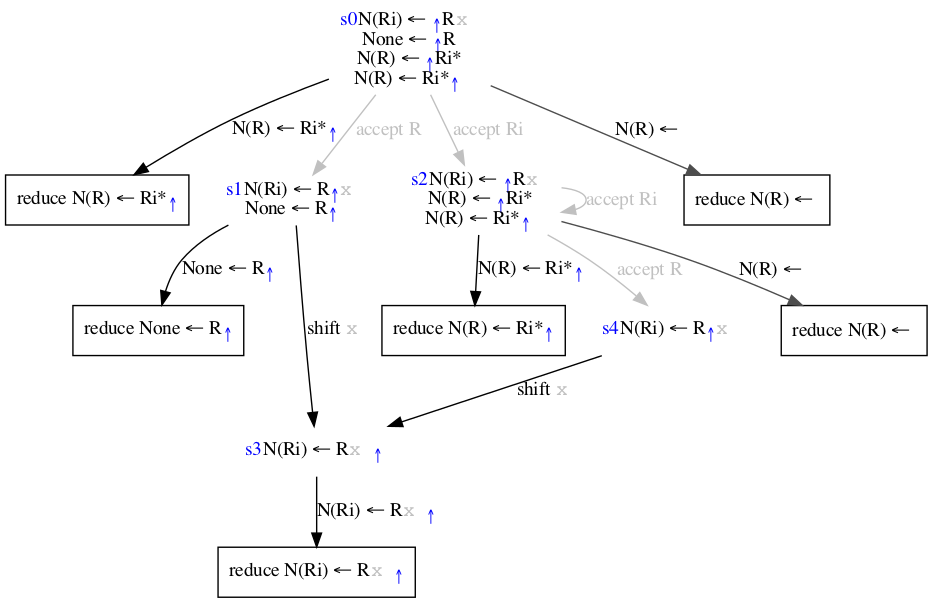 s0N(Ri) ← ↑Rx
None ← ↑R
N(R) ← ↑Ri*
N(R) ← Ri*↑
N(R) ← Ri*↑
accept R
accept Ri
N(R) ←
reduce N(R) ← Ri*↑
s1N(Ri) ← R↑x
None ← R↑
s2N(Ri) ← ↑Rx
N(R) ← ↑Ri*
N(R) ← Ri*↑
accept Ri
reduce N(R) ←
None ← R↑
N(R) ← Ri*↑
accept R
N(R) ←
reduce None ← R↑
shift x
reduce N(R) ← Ri*↑
s4N(Ri) ← R↑x
reduce N(R) ←
shift x
s3N(Ri) ← Rx ↑
N(Ri) ← Rx ↑
reduce N(Ri) ← Rx ↑